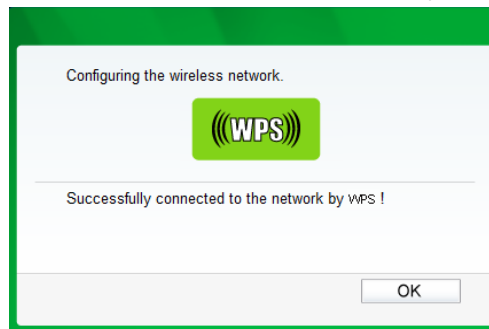 Configuring the wireless network.
(((WPS)))
Successfully connected to the network by WPS !
OK